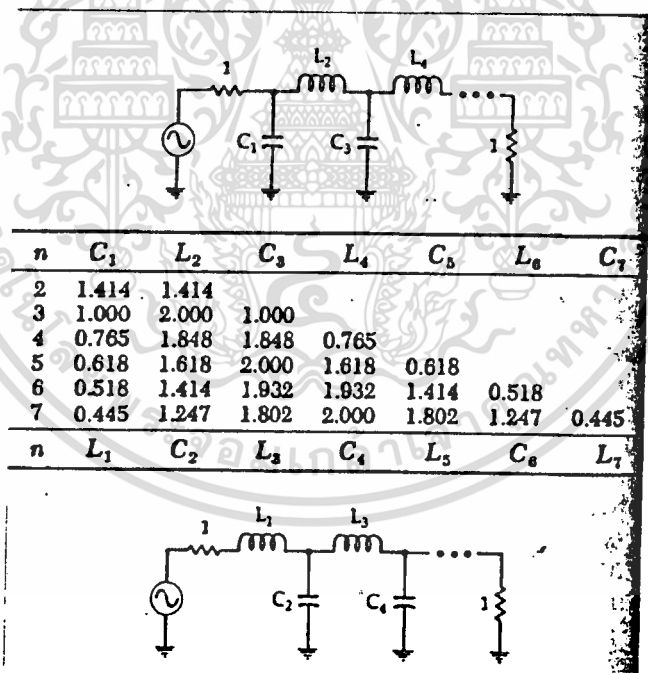 1 L₂ L₄
C₁ C₃ 1
n C₁ L₂ C₃ L₄ C₅ L₆ C₇
2 1.414 1.414
3 1.000 2.000 1.000
4 0.765 1.848 1.848 0.765
5 0.618 1.618 2.000 1.618 0.618
6 0.518 1.414 1.932 1.932 1.414 0.518
7 0.445 1.247 1.802 2.000 1.802 1.247 0.445
n L₁ C₂ L₃ C₄ L₅ C₆ L₇
1 L₁ L₃
C₂ C₄ 1